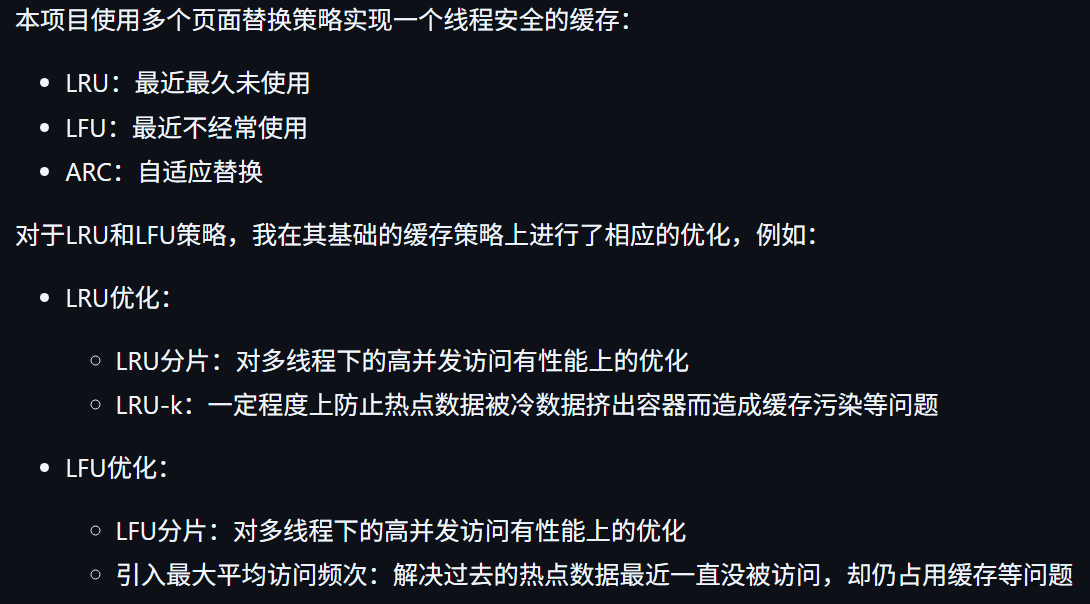 本项目使用多个页面替换策略实现一个线程安全的缓存：
LRU：最近最久未使用
LFU：最近不经常使用
ARC：自适应替换
对于LRU和LFU策略，我在其基础的缓存策略上进行了相应的优化，例如：
LRU优化：
LRU分片：对多线程下的高并发访问有性能上的优化
LRU-k：一定程度上防止热点数据被冷数据挤出容器而造成缓存污染等问题
LFU优化：
LFU分片：对多线程下的高并发访问有性能上的优化
引入最大平均访问频次：解决过去的热点数据最近一直没被访问，却仍占用缓存等问题